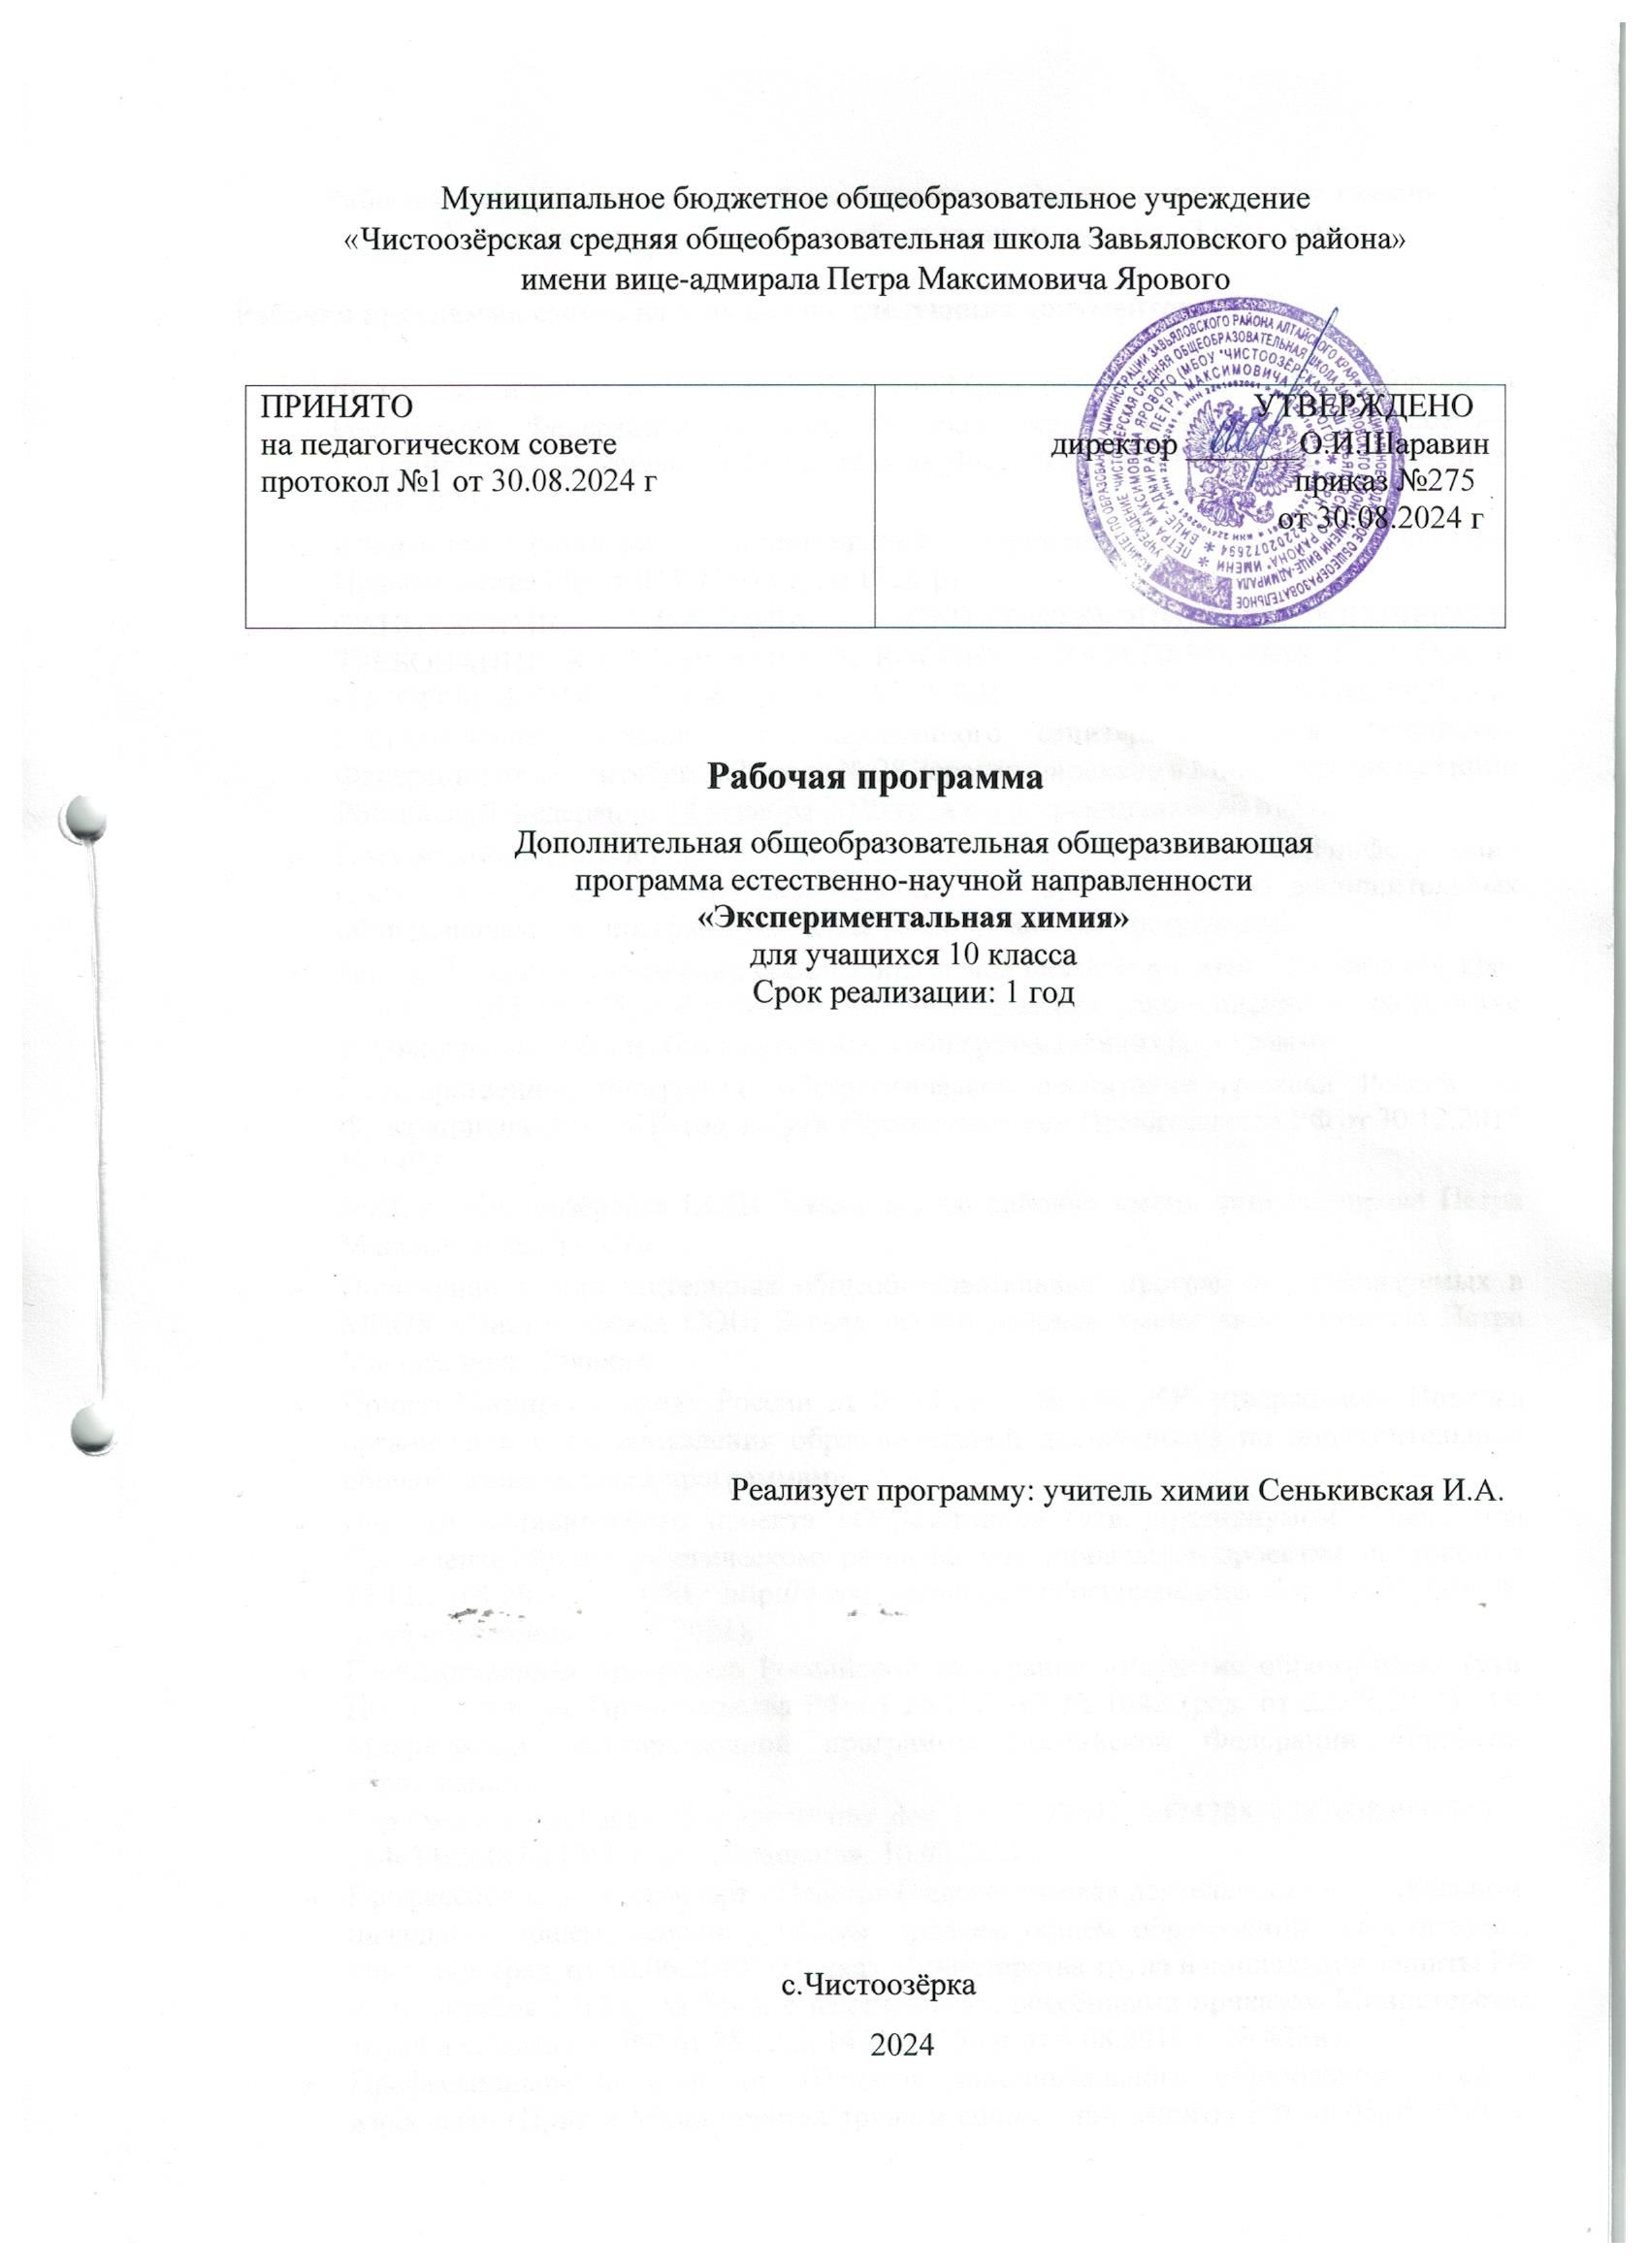 Муниципальное бюджетное общеобразовательное учреждение
«Чистоозёрская средняя общеобразовательная школа Завьяловского района»
имени вице-адмирала Петра Максимовича Ярового
ПРИНЯТО
на педагогическом совете
протокол №1 от 30.08.2024 г
УТВЕРЖДЕНО
директор ________О.И.Шаравин
приказ №275
от 30.08.2024 г
Рабочая программа
Дополнительная общеобразовательная общеразвивающая
программа естественно-научной направленности
«Экспериментальная химия»
для учащихся 10 класса
Срок реализации: 1 год
Реализует программу: учитель химии Сенькивская И.А.
с.Чистоозёрка
2024